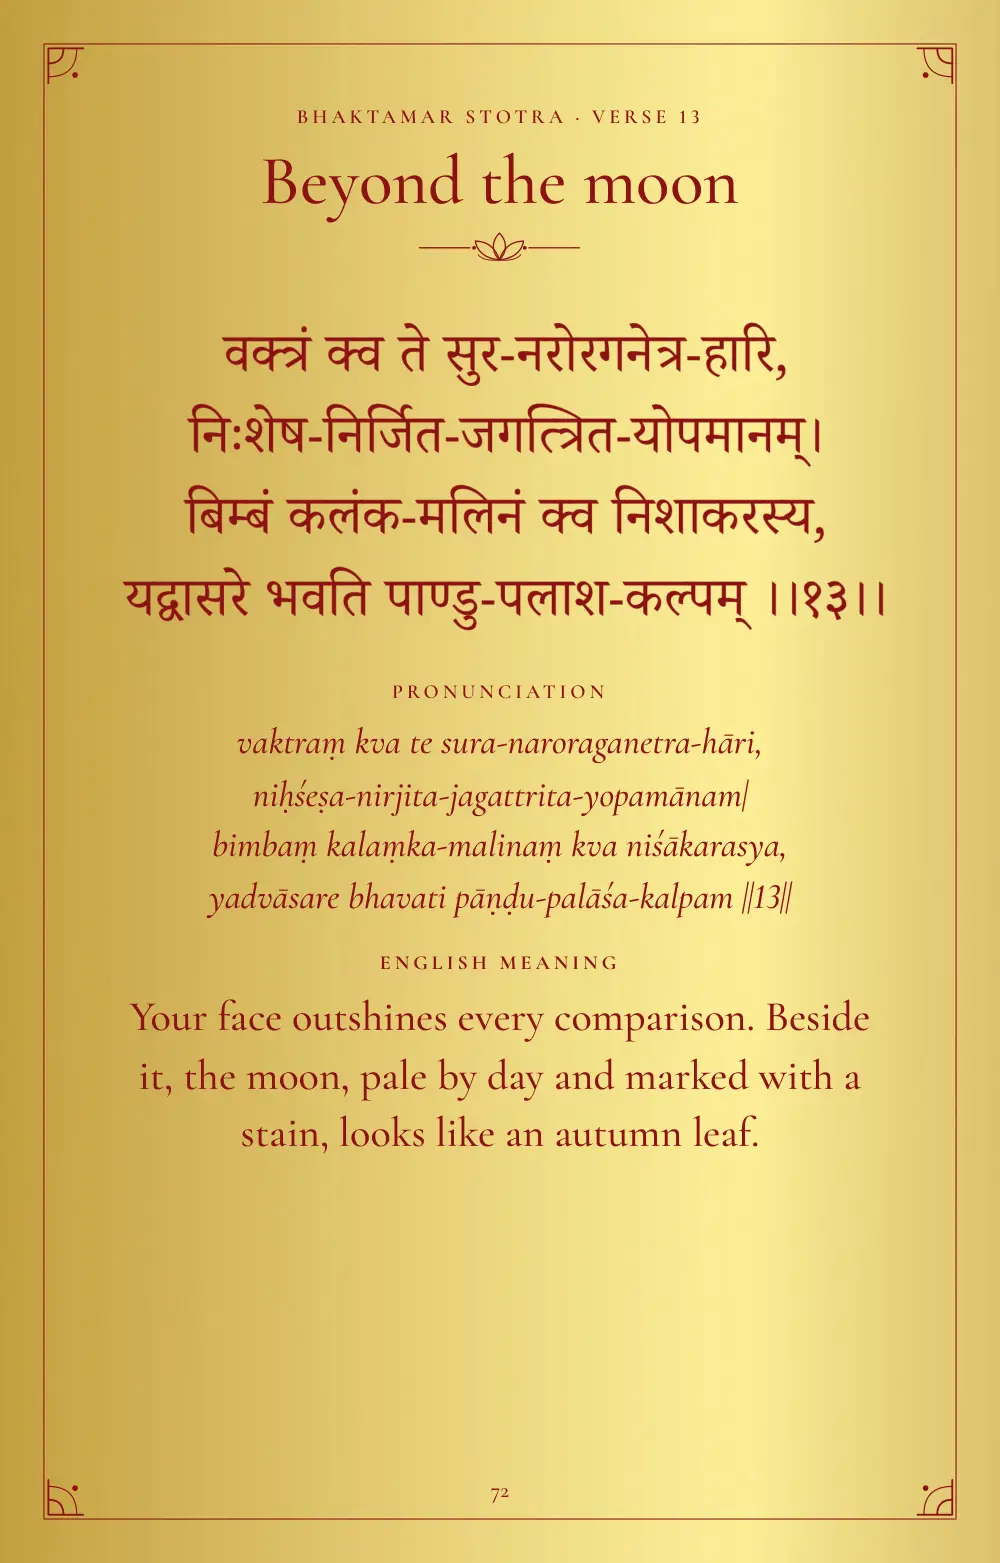 BHAKTAMAR STOTRA · VERSE 13
Beyond the moon
वक्त्रं क्व ते सुर-नरोरगनेत्र-हारि,
निःशेष-निर्जित-जगत्त्रित-योपमानम्।
बिम्बं कलंक-मलिनं क्व निशाकरस्य,
यद्वासरे भवति पाण्डु-पलाश-कल्पम् ।।१३।।
PRONUNCIATION
vaktraṃ kva te sura-naroraganetra-hāri,
niḥśeṣa-nirjita-jagattrita-yopamānam|
bimbaṃ kalaṃka-malinaṃ kva niśākarasya,
yadvāsare bhavati pāṇḍu-palāśa-kalpam ||13||
ENGLISH MEANING
Your face outshines every comparison. Beside
it, the moon, pale by day and marked with a
stain, looks like an autumn leaf.
72